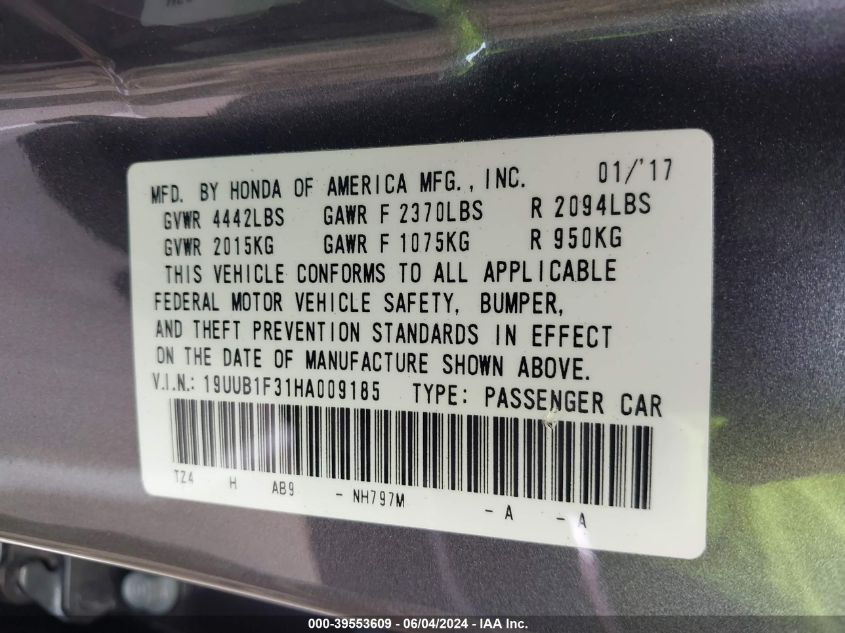 MFD. BY HONDA OF AMERICA MFG., INC. 01/'17
GVWR 4442LBS GAWR F 2370LBS R 2094LBS
GVWR 2015KG GAWR F 1075KG R 950KG
THIS VEHICLE CONFORMS TO ALL APPLICABLE
FEDERAL MOTOR VEHICLE SAFETY, BUMPER,
AND THEFT PREVENTION STANDARDS IN EFFECT
ON THE DATE OF MANUFACTURE SHOWN ABOVE.
V.I.N.: 19UUB1F31HA009185 TYPE: PASSENGER CAR
TZ4 H AB9 - NH797M - A - A
000-39553609 - 06/04/2024 - IAA Inc.